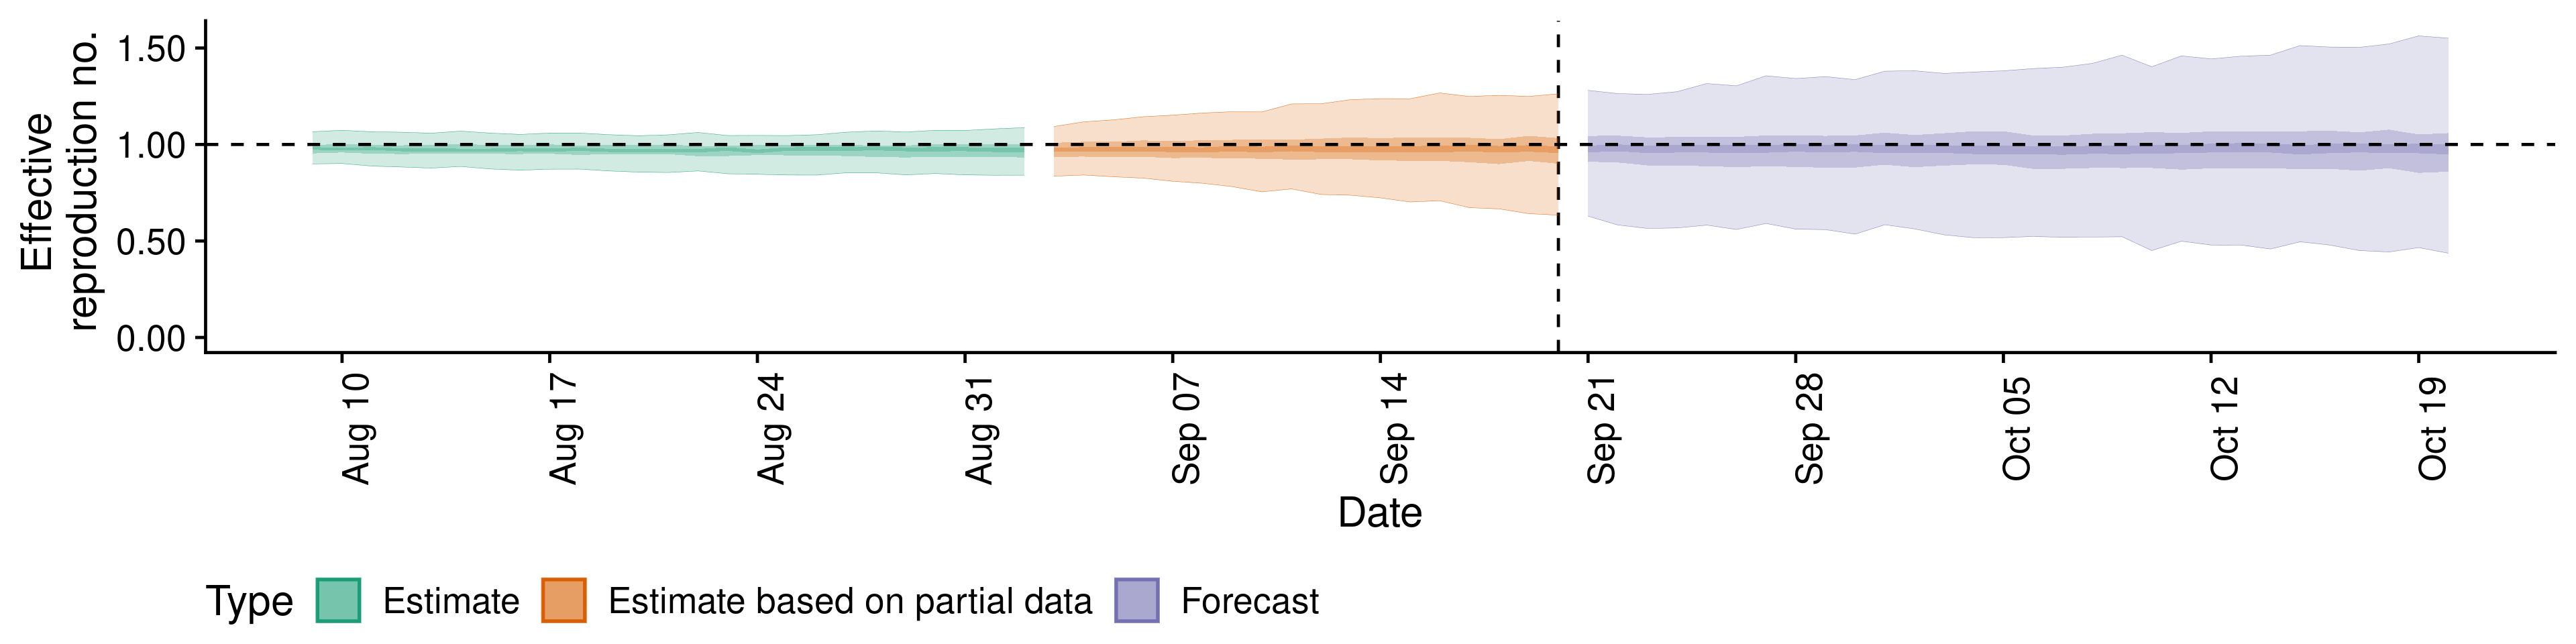 Effective
reproduction no.
1.50
1.00
0.50
0.00
Aug 10
Aug 17
Aug 24
Aug 31
Sep 07
Sep 14
Sep 21
Sep 28
Oct 05
Oct 12
Oct 19
Date
Type Estimate Estimate based on partial data Forecast